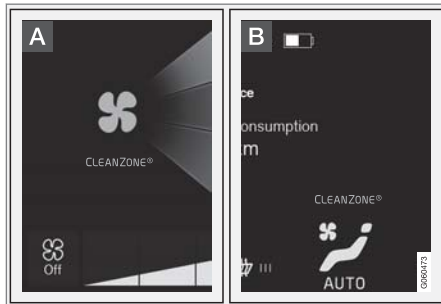 A
CLEANZONE®
Off
B
ce
onsumption
m
CLEANZONE®
AUTO
G060473